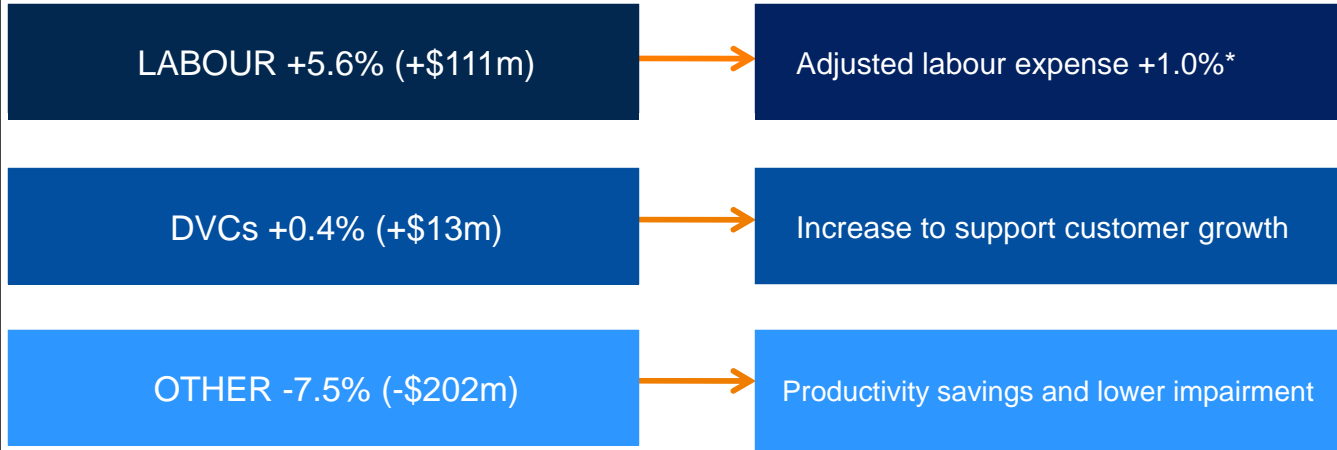 LABOUR +5.6% (+$111m)
Adjusted labour expense +1.0%*
DVCs +0.4% (+$13m)
Increase to support customer growth
OTHER -7.5% (-$202m)
Productivity savings and lower impairment